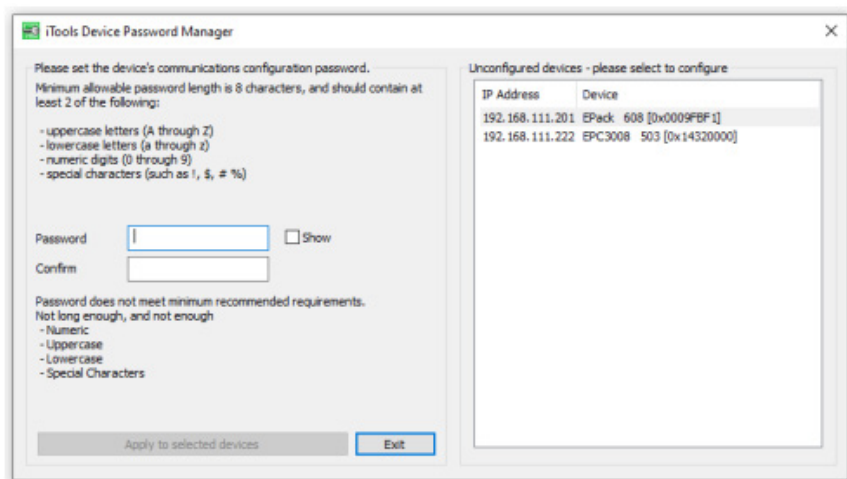 iTools Device Password Manager
Please set the device's communications configuration password.
Minimum allowable password length is 8 characters, and should contain at
least 2 of the following:
- uppercase letters (A through Z)
- lowercase letters (a through z)
- numeric digits (0 through 9)
- special characters (such as !, $, # %)
Password
Show
Confirm
Password does not meet minimum recommended requirements.
Not long enough, and not enough
- Numeric
- Uppercase
- Lowercase
- Special Characters
Apply to selected devices
Exit
Unconfigured devices - please select to configure
IP Address Device
192.168.111.201 EPack 608 [0x0009FBF1]
192.168.111.222 EPC3008 503 [0x14320000]